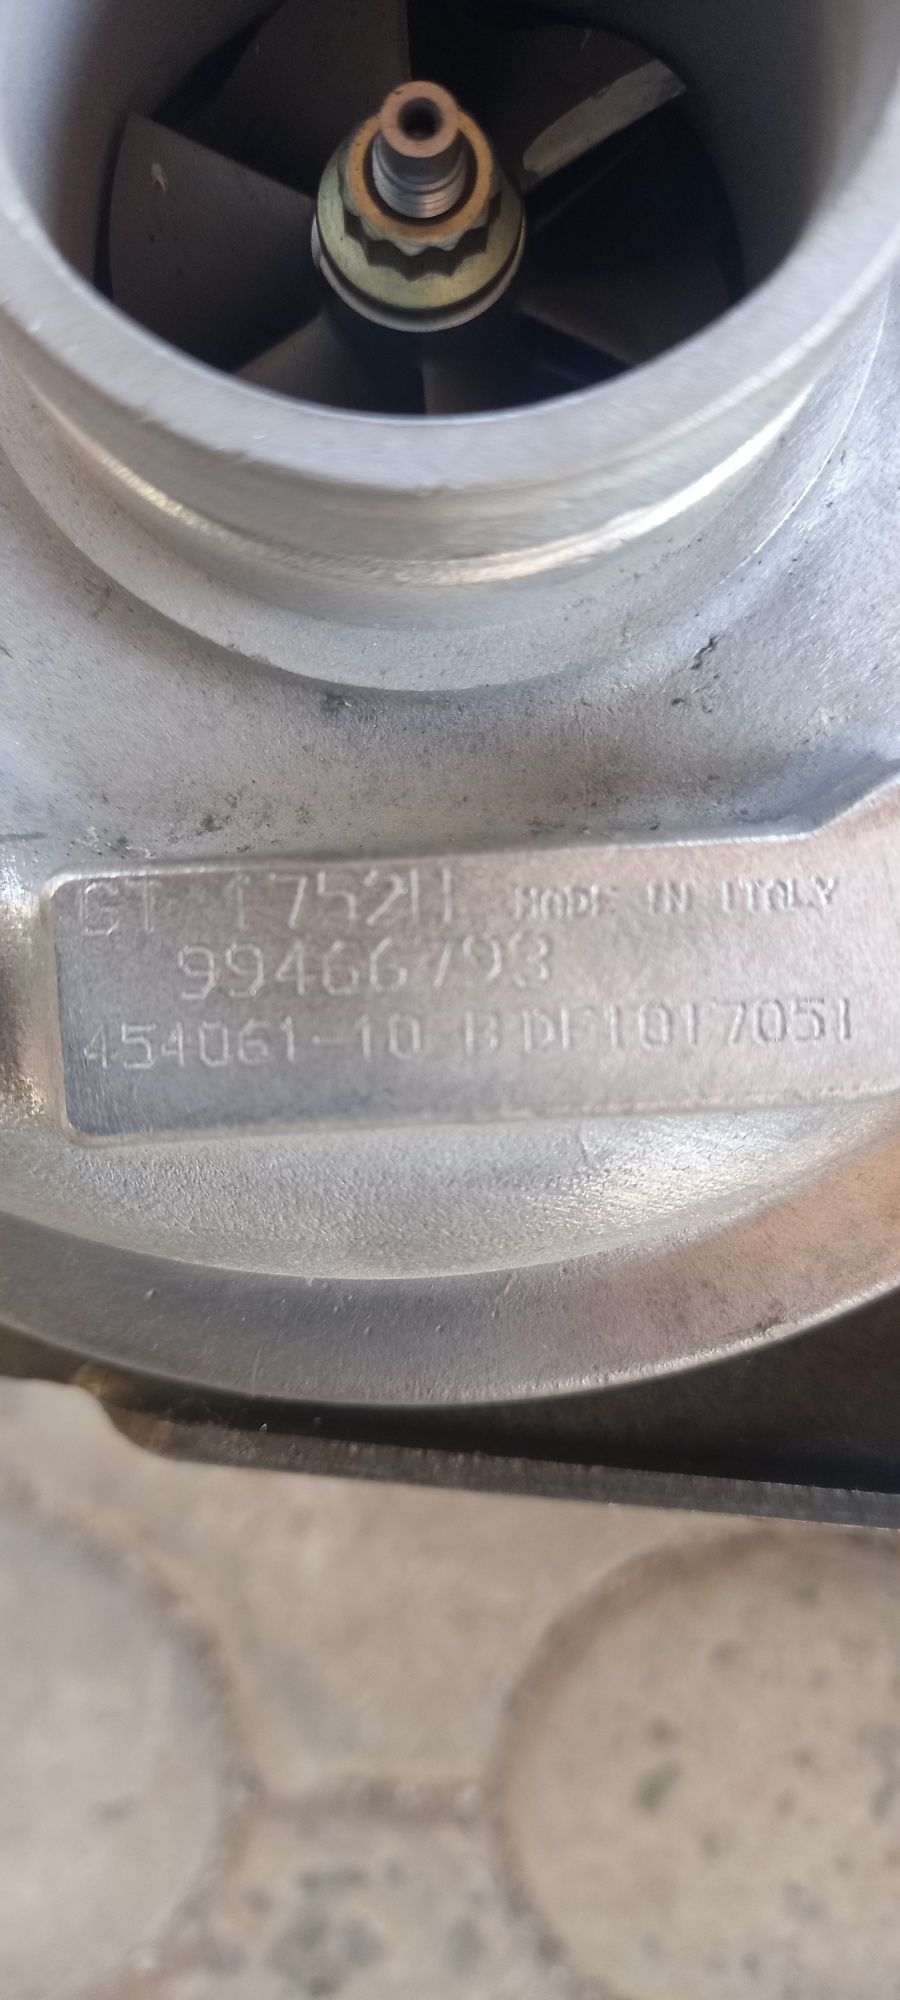 GT 1752H MADE IN ITALY
99466793
454061-10 BDF1017051